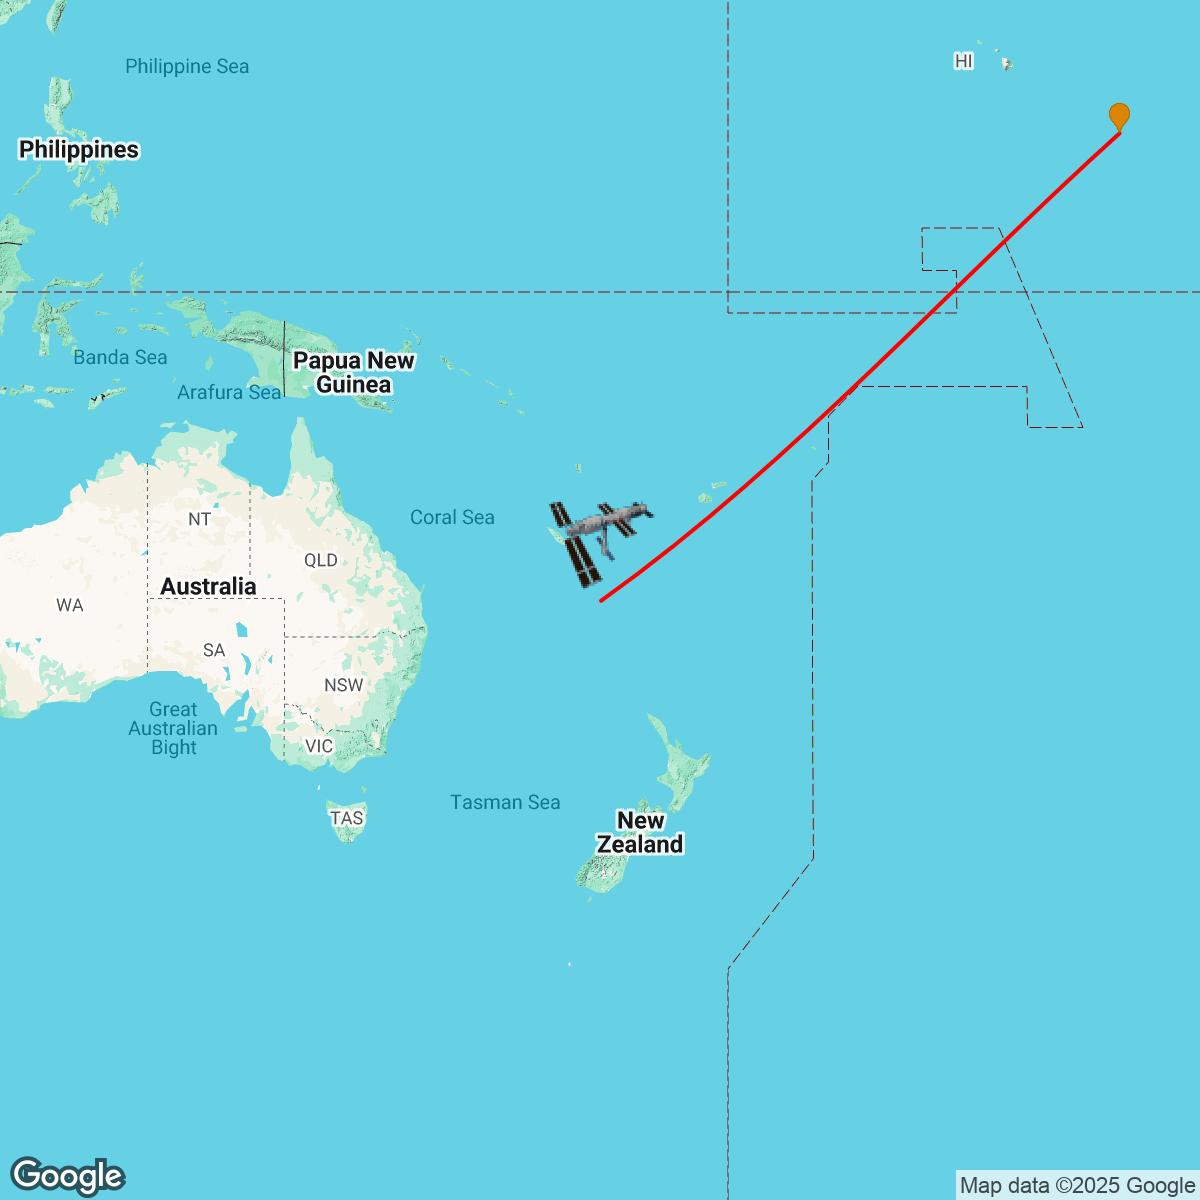 Philippine Sea
HI
Philippines
Banda Sea
Papua New
Guinea
Arafura Sea
Coral Sea
NT
QLD
Australia
WA
SA
NSW
Great
Australian
Bight
VIC
Tasman Sea
TAS
New
Zealand
Google
Map data ©2025 Google